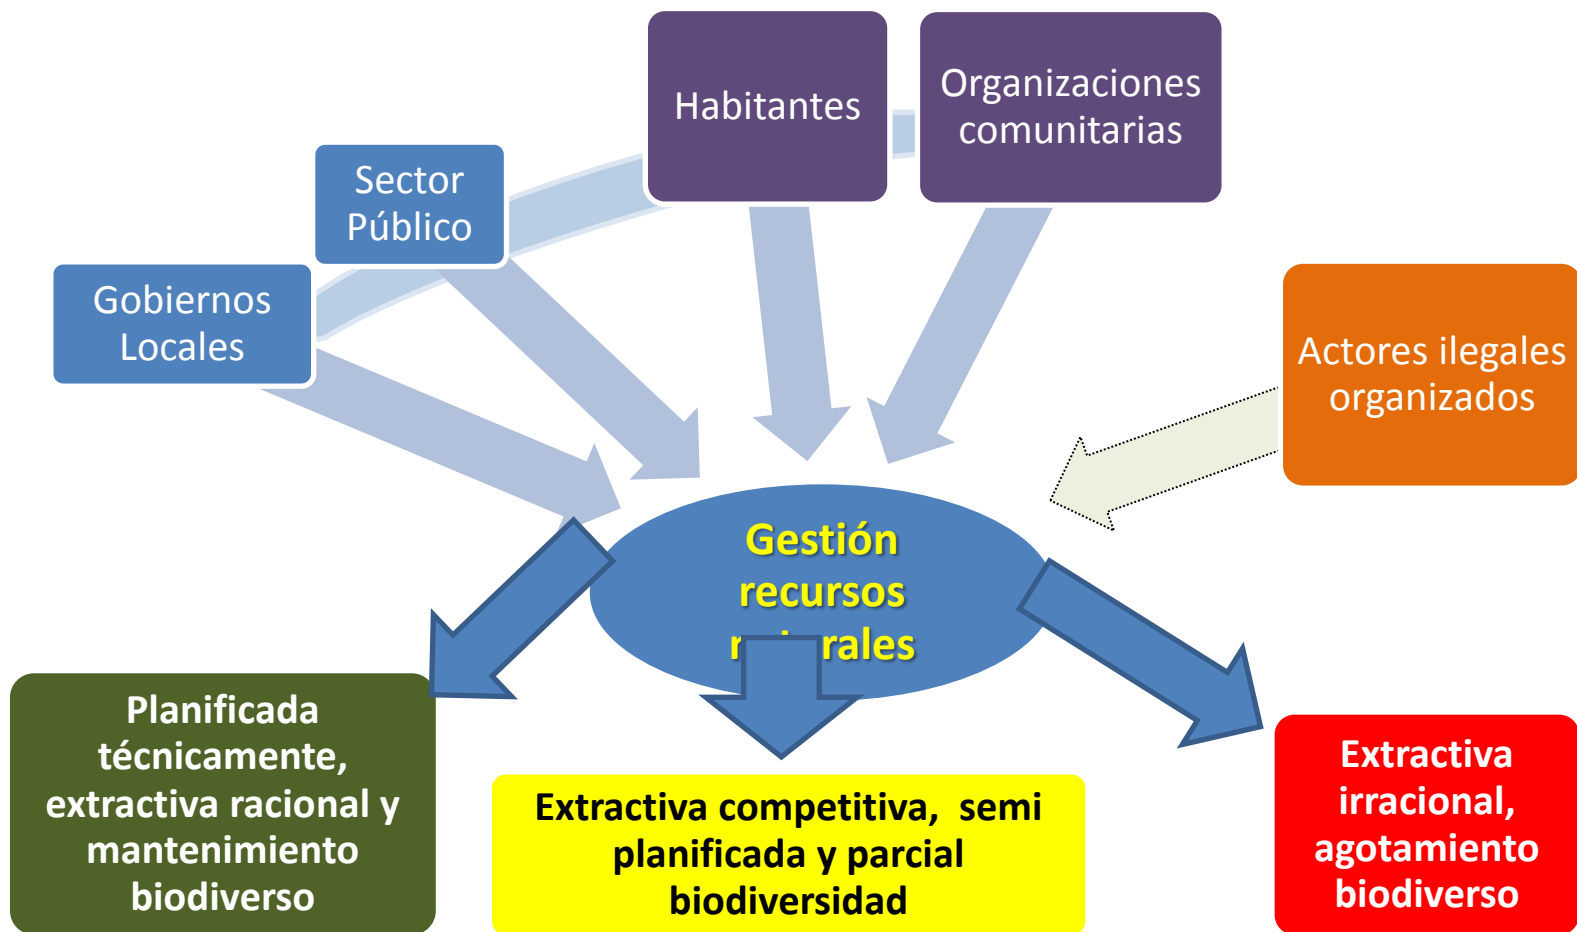 Habitantes
Organizaciones
comunitarias
Sector
Público
Gobiernos
Locales
Actores ilegales
organizados
Gestión
recursos
naturales
Planificada
técnicamente,
extractiva racional y
mantenimiento
biodiverso
Extractiva competitiva,  semi
planificada y parcial
biodiversidad
Extractiva
irracional,
agotamiento
biodiverso